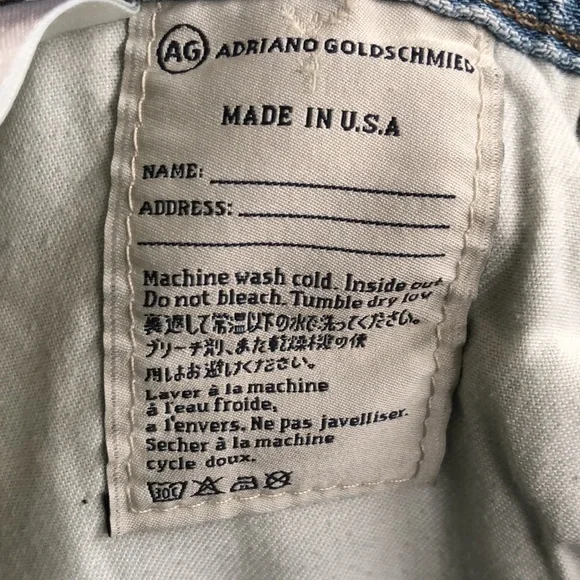 AG ADRIANO GOLDSCHMIED
MADE IN U.S.A
NAME:
ADDRESS:
Machine wash cold. Inside out
Do not bleach. Tumble dry low
裏返して常温以下の水で洗ってください。
ブリーチ剤、また乾燥機の使
用はお避けください。
Laver à la machine
à l'eau froide,
a l'envers. Ne pas javelliser.
Secher à la machine
cycle doux.
30C